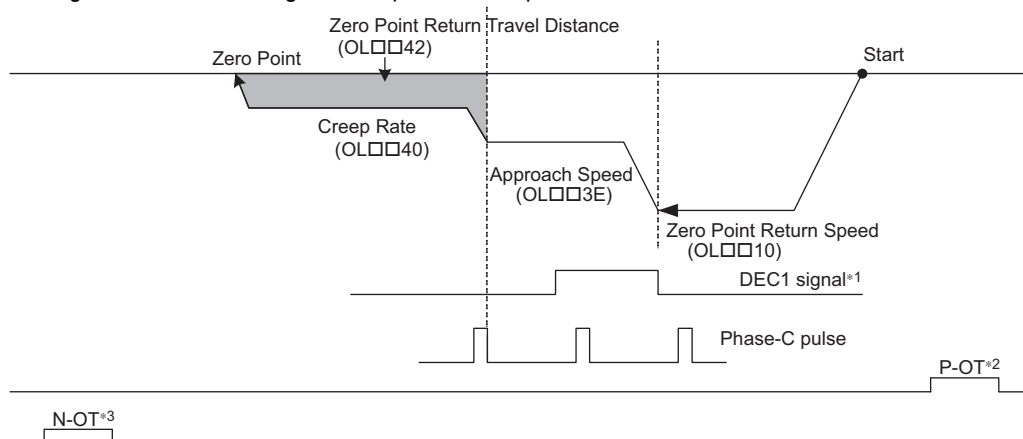 Zero Point Return Travel Distance
(OL□□42)
Zero Point
Start
Creep Rate
(OL□□40)
Approach Speed
(OL□□3E)
Zero Point Return Speed
(OL□□10)
DEC1 signal*1
Phase-C pulse
P-OT*2
N-OT*3